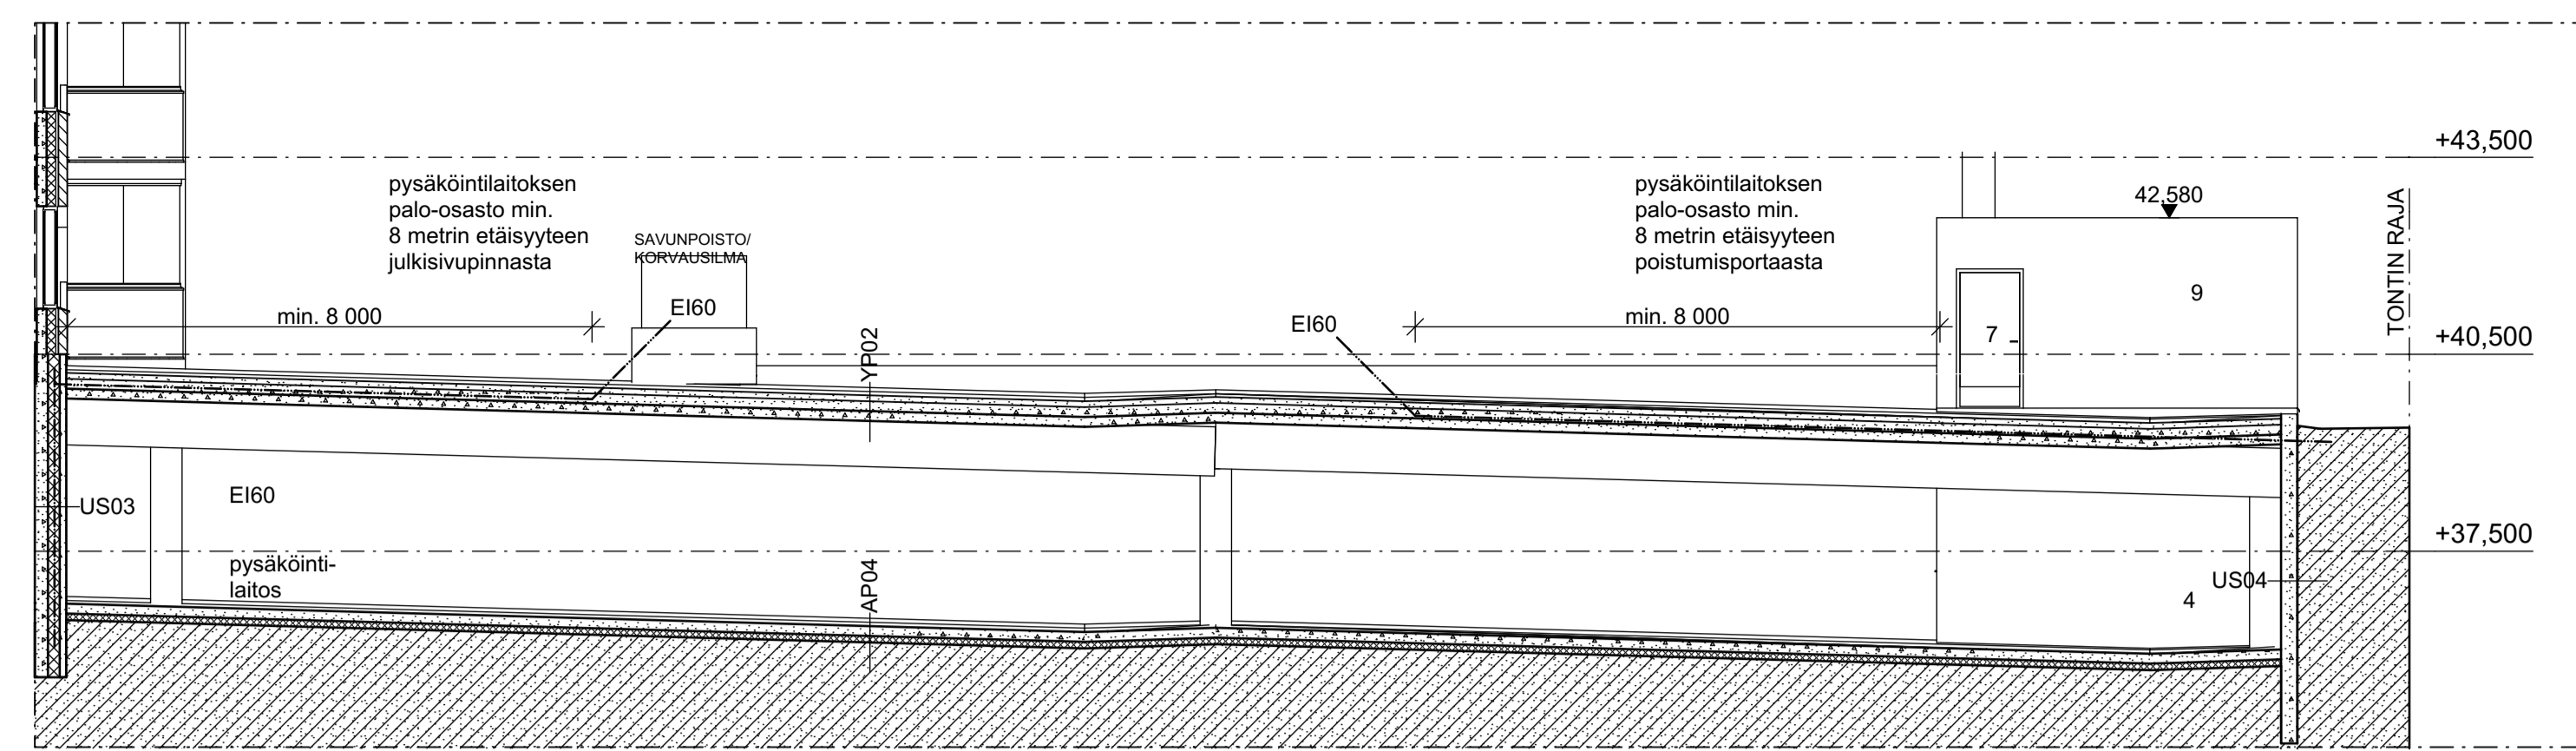 +43,500
pysäköintilaitoksen
palo-osasto min.
8 metrin etäisyyteen
julkisivupinnasta
SAVUNPOISTO/
KORVAUSILMA
EI60
min. 8 000
YP02
EI60
pysäköintilaitoksen
palo-osasto min.
8 metrin etäisyyteen
poistumisportaasta
min. 8 000
42,580
9
7
TONTIN RAJA
+40,500
US03
EI60
pysäköinti-
laitos
AP04
+37,500
US04
4